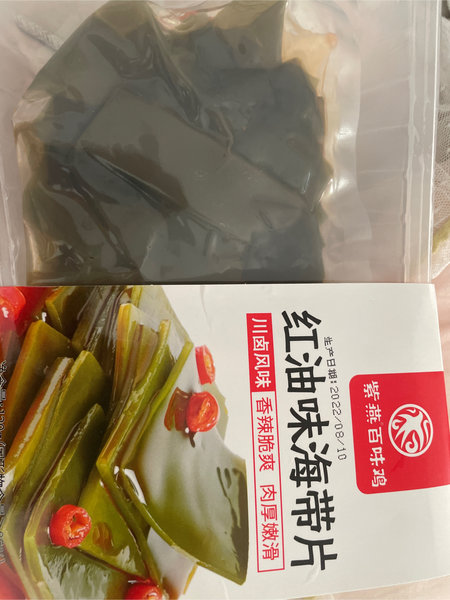 紫燕百味鸡
红油味海带片
生产日期:2022/08/10
川卤风味 香辣脆爽 肉厚嫩滑